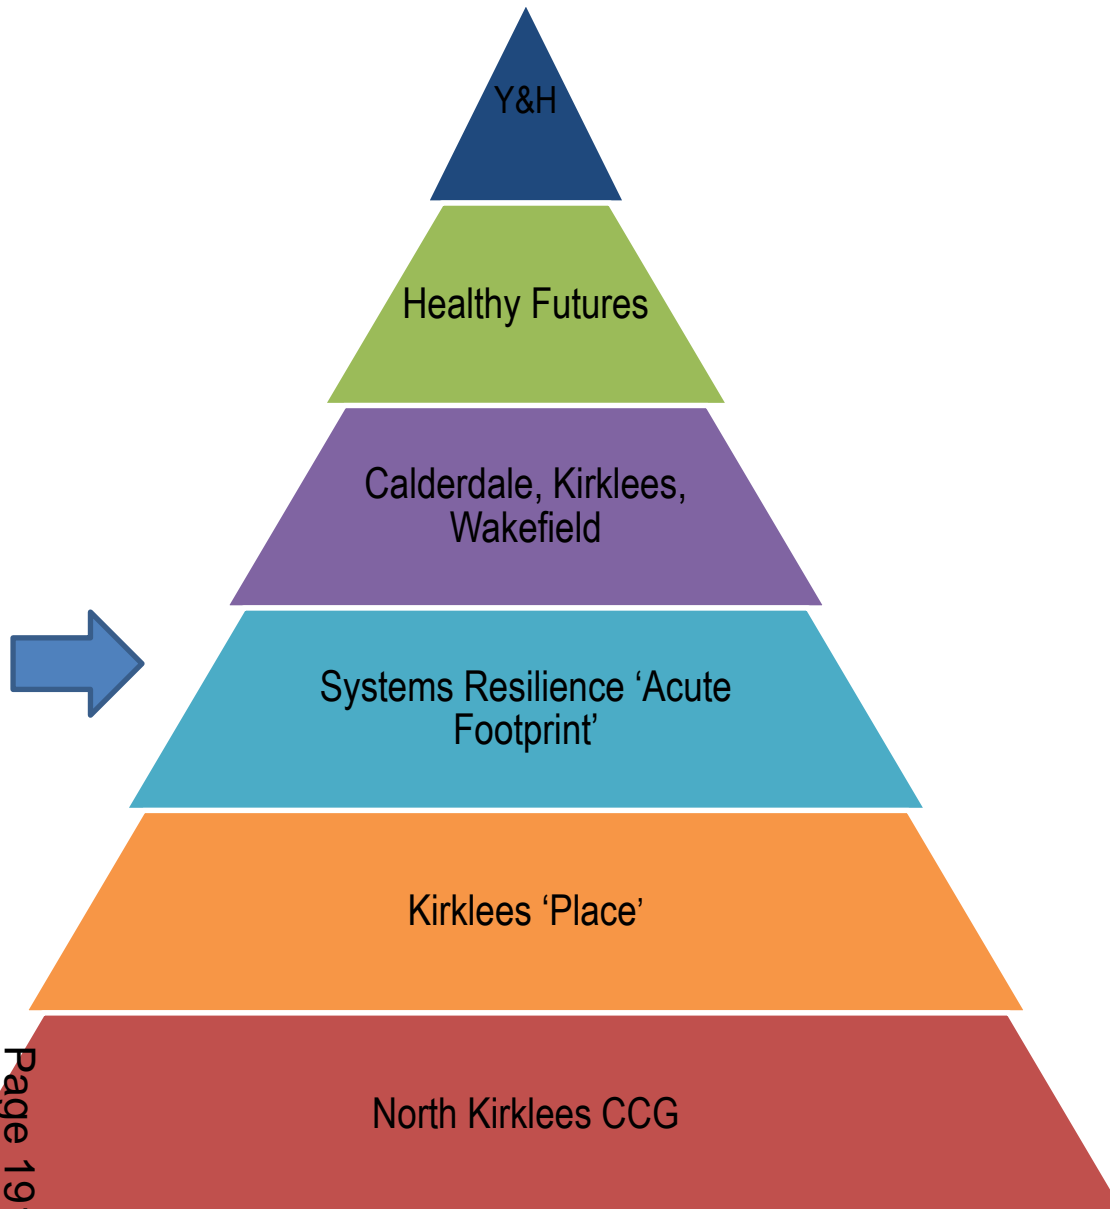 Y&H
Healthy Futures
Calderdale, Kirklees,
Wakefield
Systems Resilience ‘Acute
Footprint’
Kirklees ‘Place’
North Kirklees CCG
Page 19